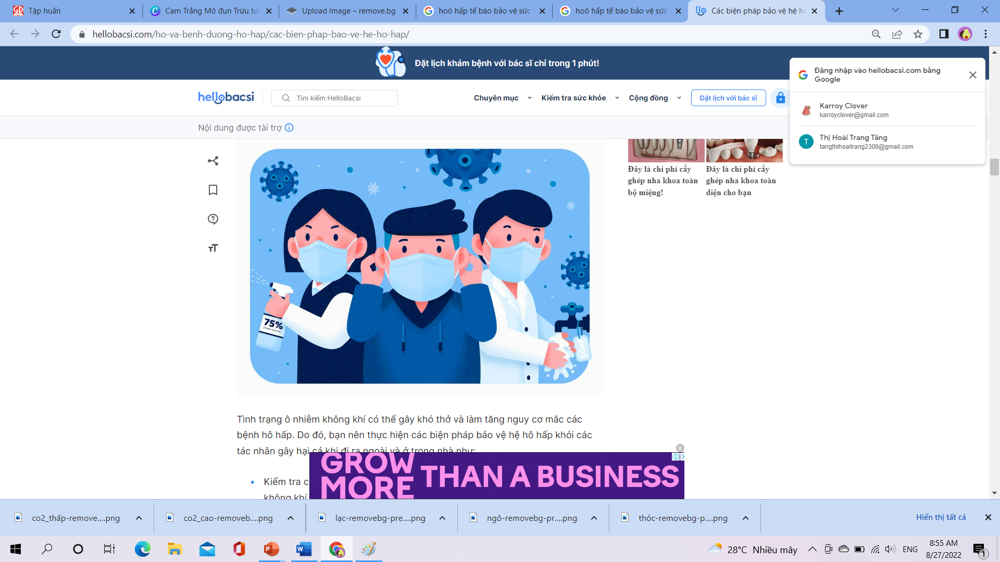 Tập huấn
Cam Trắng Mô đun Trừu tư
Upload Image – remove.bg
hoô hấp tế bào bảo vệ sức
hoô hấp tế bào bảo vệ sức
Các biện pháp bảo vệ hệ h
hellobacsi.com/ho-va-benh-duong-ho-hap/cac-bien-phap-bao-ve-he-ho-hap/
Đặt lịch khám bệnh với bác sĩ chỉ trong 1 phút!
Đăng nhập vào hellobacsi.com bằng
Google
Karroy Clover
karroyclover@gmail.com
T
Thị Hoài Trang Tăng
tangthihoaitrang2309@gmail.com
hellobacsi
Tìm kiếm HelloBacsi
Chuyên mục
Kiểm tra sức khỏe
Cộng đồng
Đặt lịch với bác sĩ
Nội dung được tài trợ
Đây là chi phí cấy
ghép nha khoa toàn
bộ miệng!
Đây là chi phí cấy
ghép nha khoa toàn
diện cho bạn
75%
ETHANOL SOLUTION
SOAP
Tình trạng ô nhiễm không khí có thể gây khó thở và làm tăng nguy cơ mắc các
bệnh hô hấp. Do đó, bạn nên thực hiện các biện pháp bảo vệ hệ hô hấp khỏi các
tác nhân gây hại cả khi đi ra ngoài và ở trong nhà như:
Kiểm tra c
không khí
GROW
MORE
THAN A BUSINESS
co2_thấp-remove....png
co2_cao-removeb....png
lạc-removebg-pre....png
ngô-removebg-pr....png
thóc-removebg-p....png
Hiển thị tất cả
28°C Nhiều mây
ENG
8:55 AM
8/27/2022
1